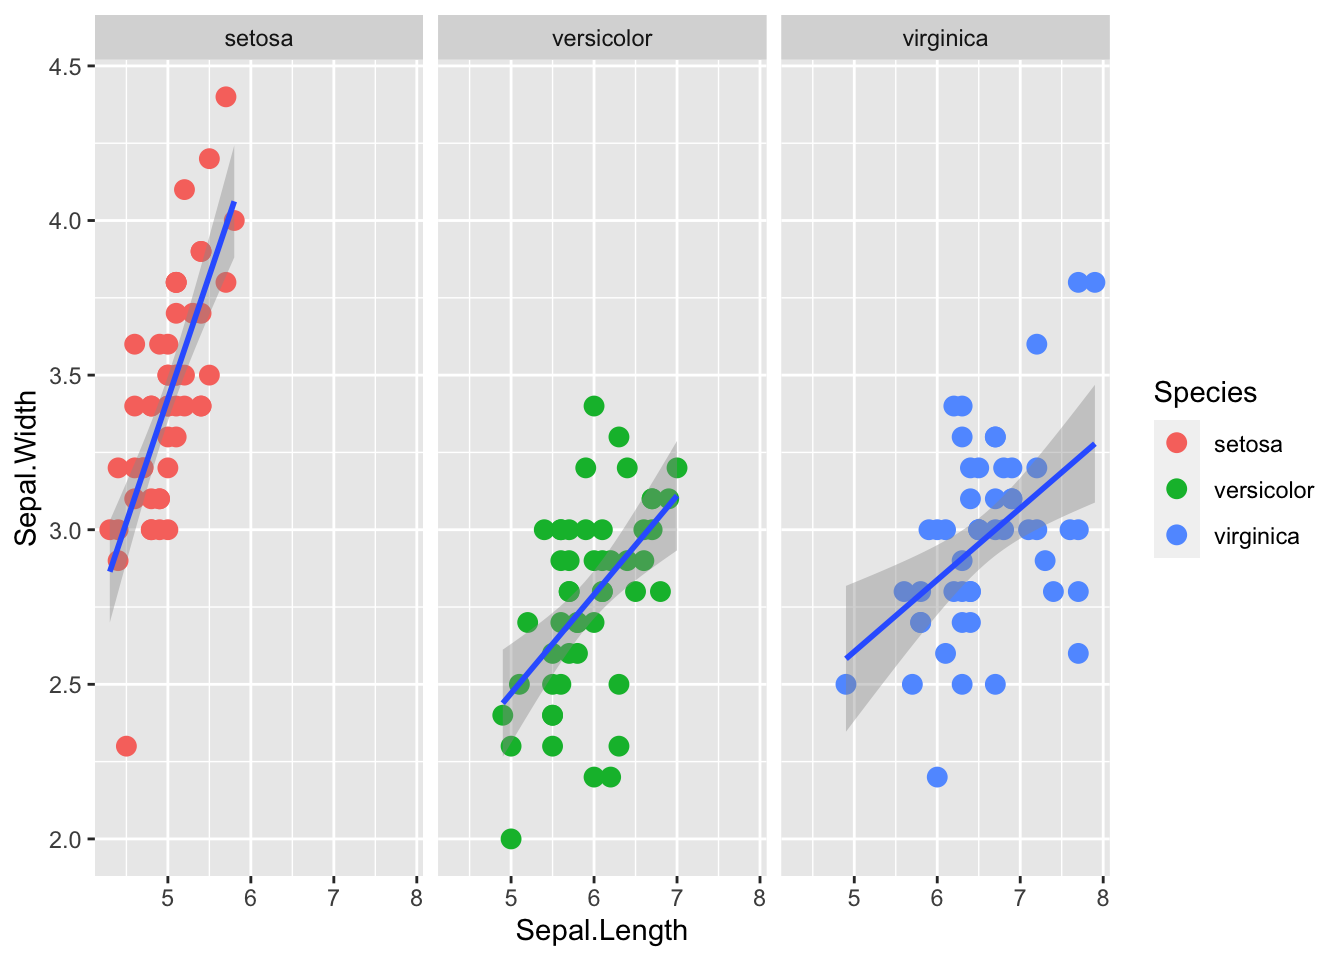 setosa versicolor virginica
4.5
4.0
3.5
3.0
2.5
2.0
Sepal.Width
5 6 7 8 5 6 7 8 5 6 7 8
Sepal.Length
Species
setosa
versicolor
virginica